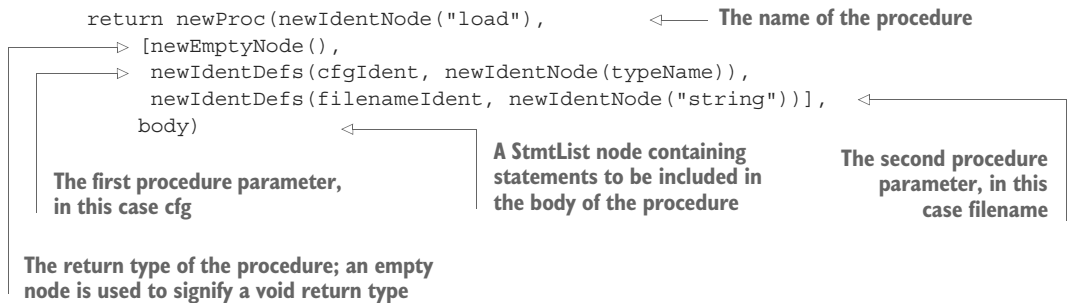 return newProc(newIdentNode("load"),
The name of the procedure
[newEmptyNode(),
newIdentDefs(cfgIdent, newIdentNode(typeName)),
newIdentDefs(filenameIdent, newIdentNode("string"))],
body)
A StmtList node containing
statements to be included in
the body of the procedure
The second procedure
parameter, in this
case filename
The first procedure parameter,
in this case cfg
The return type of the procedure; an empty
node is used to signify a void return type